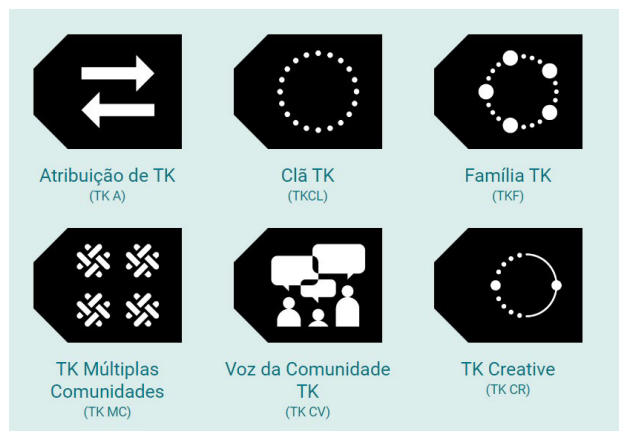 Atribuição de TK
(TK A)
Clã TK
(TKCL)
Família TK
(TKF)
TK Múltiplas
Comunidades
(TK MC)
Voz da Comunidade
TK
(TK CV)
TK Creative
(TK CR)